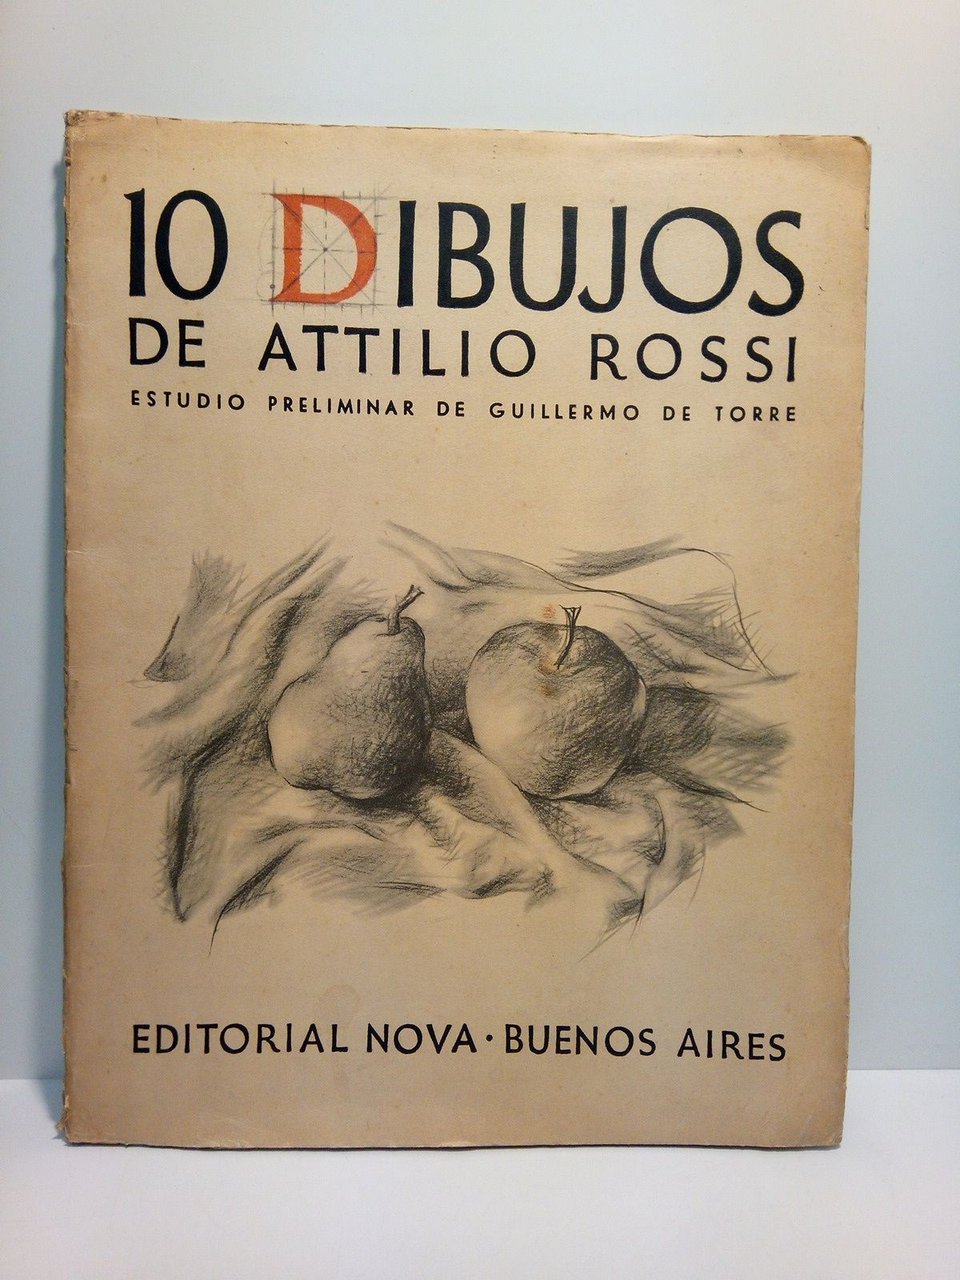 10 DIBUJOS
DE ATTILIO ROSSI
ESTUDIO PRELIMINAR DE GUILLERMO DE TORRE
EDITORIAL NOVA · BUENOS AIRES